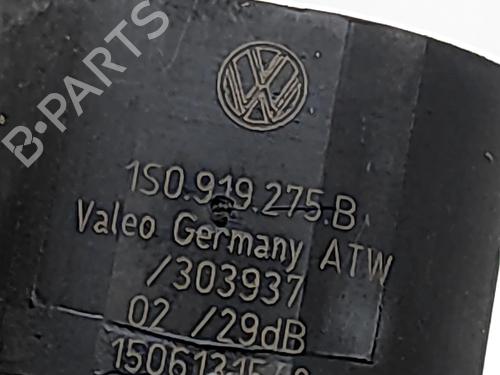 B-PARTS
1S0.919.275.B
Valeo Germany ATW
/303937
02 /29dB